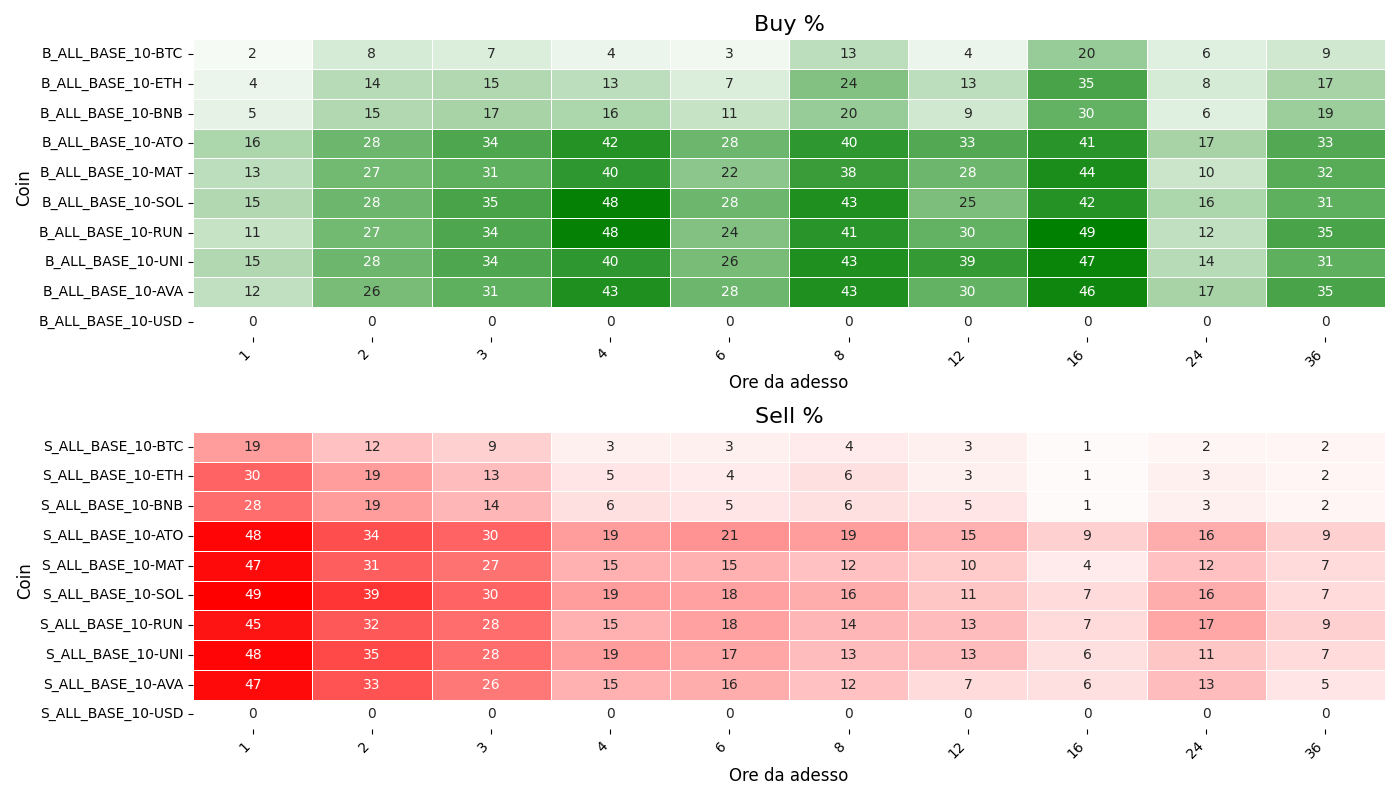 Buy %
Coin
B_ALL_BASE_10-BTC 2 8 7 4 3 13 4 20 6 9
B_ALL_BASE_10-ETH 4 14 15 13 7 24 13 35 8 17
B_ALL_BASE_10-BNB 5 15 17 16 11 20 9 30 6 19
B_ALL_BASE_10-ATO 16 28 34 42 28 40 33 41 17 33
B_ALL_BASE_10-MAT 13 27 31 40 22 38 28 44 10 32
B_ALL_BASE_10-SOL 15 28 35 48 28 43 25 42 16 31
B_ALL_BASE_10-RUN 11 27 34 48 24 41 30 49 12 35
B_ALL_BASE_10-UNI 15 28 34 40 26 43 39 47 14 31
B_ALL_BASE_10-AVA 12 26 31 43 28 43 30 46 17 35
B_ALL_BASE_10-USD 0 0 0 0 0 0 0 0 0 0
1 2 3 4 6 8 12 16 24 36
Ore da adesso
Sell %
Coin
S_ALL_BASE_10-BTC 19 12 9 3 3 4 3 1 2 2
S_ALL_BASE_10-ETH 30 19 13 5 4 6 3 1 3 2
S_ALL_BASE_10-BNB 28 19 14 6 5 6 5 1 3 2
S_ALL_BASE_10-ATO 48 34 30 19 21 19 15 9 16 9
S_ALL_BASE_10-MAT 47 31 27 15 15 12 10 4 12 7
S_ALL_BASE_10-SOL 49 39 30 19 18 16 11 7 16 7
S_ALL_BASE_10-RUN 45 32 28 15 18 14 13 7 17 9
S_ALL_BASE_10-UNI 48 35 28 19 17 13 13 6 11 7
S_ALL_BASE_10-AVA 47 33 26 15 16 12 7 6 13 5
S_ALL_BASE_10-USD 0 0 0 0 0 0 0 0 0 0
1 2 3 4 6 8 12 16 24 36
Ore da adesso